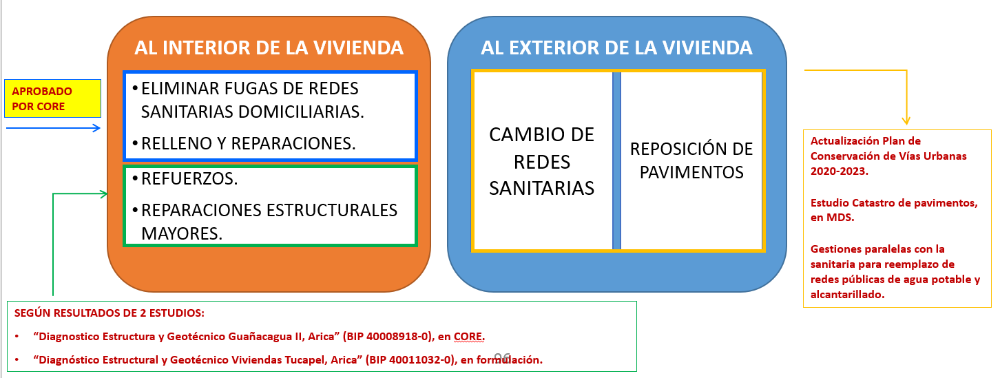 AL INTERIOR DE LA VIVIENDA
APROBADO
POR CORE
• ELIMINAR FUGAS DE REDES
SANITARIAS DOMICILIARIAS.
• RELLENO Y REPARACIONES.
• REFUERZOS.
• REPARACIONES ESTRUCTURALES
MAYORES.
AL EXTERIOR DE LA VIVIENDA
CAMBIO DE
REDES
SANITARIAS
REPOSICIÓN DE
PAVIMENTOS
Actualización Plan de
Conservación de Vías Urbanas
2020-2023.
Estudio Catastro de pavimentos,
en MDS.
Gestiones paralelas con la
sanitaria para reemplazo de
redes públicas de agua potable y
alcantarillado.
SEGÚN RESULTADOS DE 2 ESTUDIOS:
• “Diagnostico Estructura y Geotécnico Guañacagua II, Arica” (BIP 40008918-0), en CORE.
• “Diagnóstico Estructural y Geotécnico Viviendas Tucapel, Arica” (BIP 40011032-0), en formulación.
96